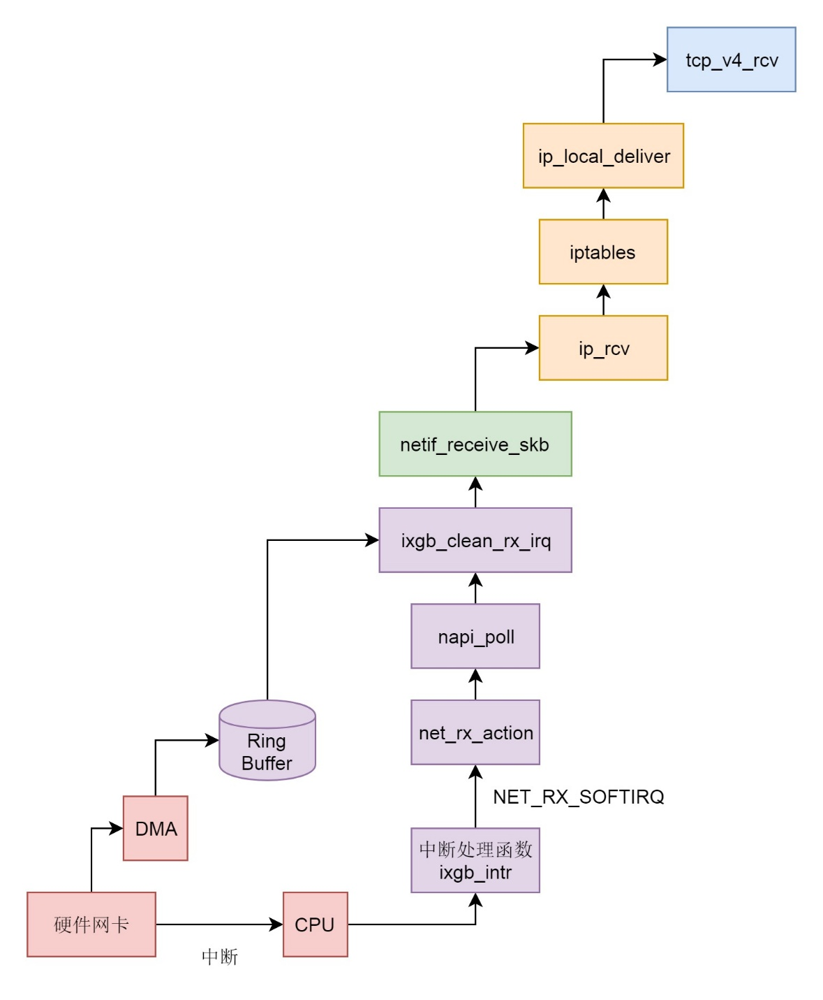 tcp_v4_rcv
ip_local_deliver
iptables
ip_rcv
netif_receive_skb
ixgb_clean_rx_irq
napi_poll
net_rx_action
Ring
Buffer
NET_RX_SOFTIRQ
DMA
中断处理函数
ixgb_intr
硬件网卡
CPU
中断